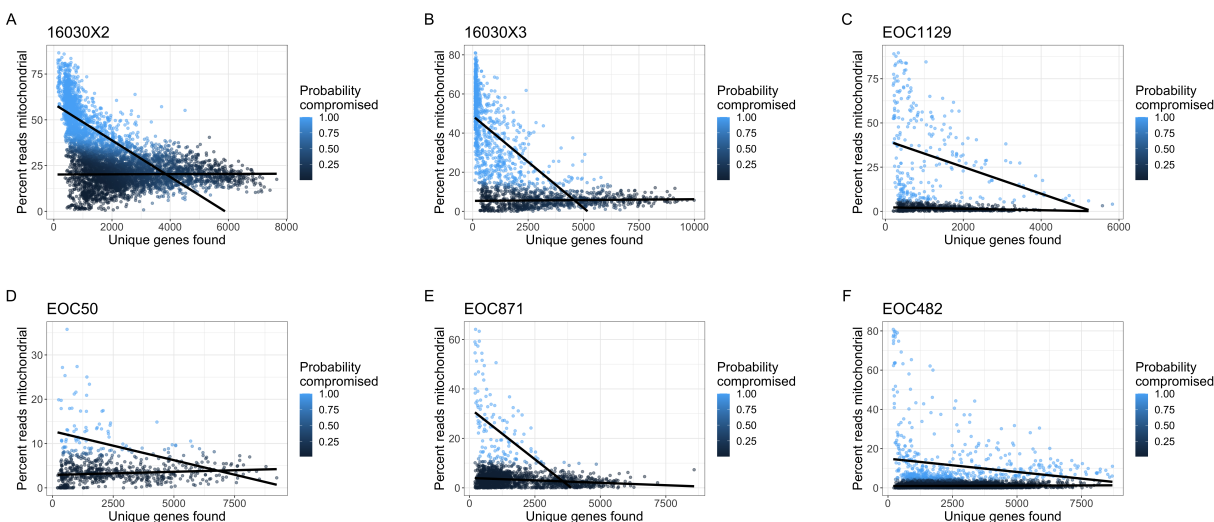 A
16030X2
Percent reads mitochondrial
75
50
25
0
0 2000 4000 6000 8000
Unique genes found
Probability
compromised
1.00
0.75
0.50
0.25
B
16030X3
Percent reads mitochondrial
80
60
40
20
0
0 2500 5000 7500 10000
Unique genes found
Probability
compromised
1.00
0.75
0.50
0.25
C
EOC1129
Percent reads mitochondrial
75
50
25
0
0 2000 4000 6000
Unique genes found
Probability
compromised
1.00
0.75
0.50
0.25
D
EOC50
Percent reads mitochondrial
30
20
10
0
0 2500 5000 7500
Unique genes found
Probability
compromised
1.00
0.75
0.50
0.25
E
EOC871
Percent reads mitochondrial
60
40
20
0
0 2500 5000 7500
Unique genes found
Probability
compromised
1.00
0.75
0.50
0.25
F
EOC482
Percent reads mitochondrial
80
60
40
20
0
0 2500 5000 7500
Unique genes found
Probability
compromised
1.00
0.75
0.50
0.25